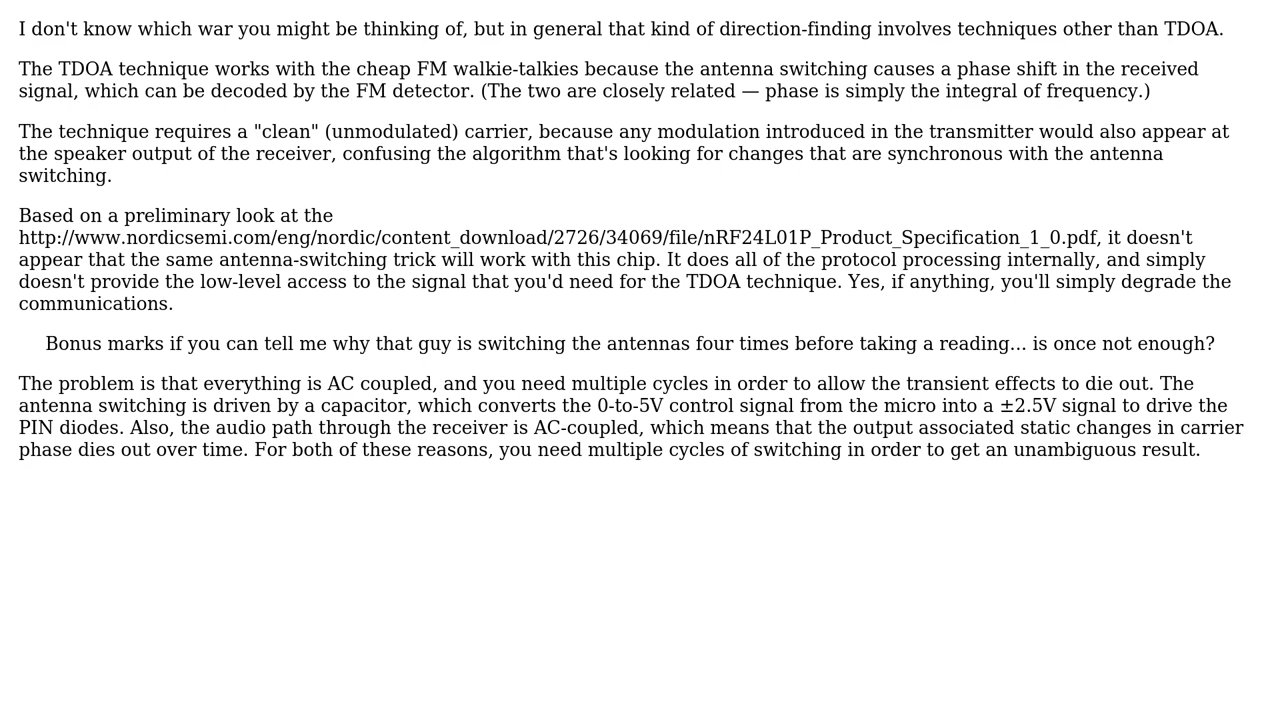 I don't know which war you might be thinking of, but in general that kind of direction-finding involves techniques other than TDOA.
The TDOA technique works with the cheap FM walkie-talkies because the antenna switching causes a phase shift in the received
signal, which can be decoded by the FM detector. (The two are closely related — phase is simply the integral of frequency.)
The technique requires a "clean" (unmodulated) carrier, because any modulation introduced in the transmitter would also appear at
the speaker output of the receiver, confusing the algorithm that's looking for changes that are synchronous with the antenna
switching.
Based on a preliminary look at the
http://www.nordicsemi.com/eng/nordic/content_download/2726/34069/file/nRF24L01P_Product_Specification_1_0.pdf, it doesn't
appear that the same antenna-switching trick will work with this chip. It does all of the protocol processing internally, and simply
doesn't provide the low-level access to the signal that you'd need for the TDOA technique. Yes, if anything, you'll simply degrade the
communications.
Bonus marks if you can tell me why that guy is switching the antennas four times before taking a reading... is once not enough?
The problem is that everything is AC coupled, and you need multiple cycles in order to allow the transient effects to die out. The
antenna switching is driven by a capacitor, which converts the 0-to-5V control signal from the micro into a ±2.5V signal to drive the
PIN diodes. Also, the audio path through the receiver is AC-coupled, which means that the output associated static changes in carrier
phase dies out over time. For both of these reasons, you need multiple cycles of switching in order to get an unambiguous result.